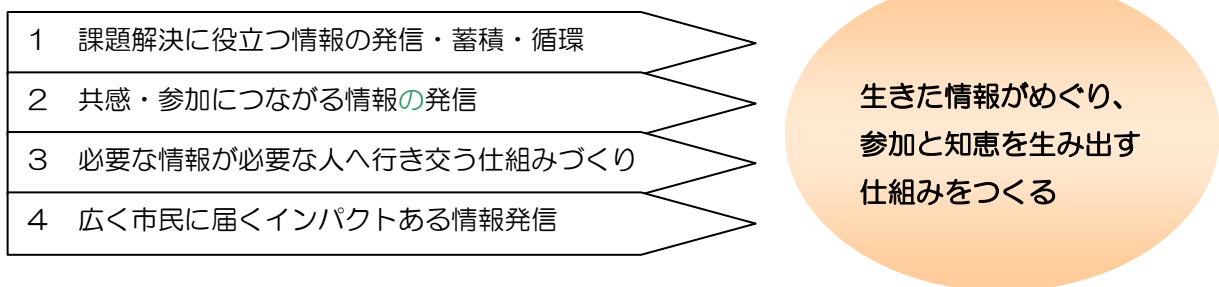 １　課題解決に役立つ情報の発信・蓄積・循環
２　共感・参加につながる情報の発信
３　必要な情報が必要な人へ行き交う仕組みづくり
４　広く市民に届くインパクトある情報発信
生きた情報がめぐり、
参加と知恵を生み出す
仕組みをつくる